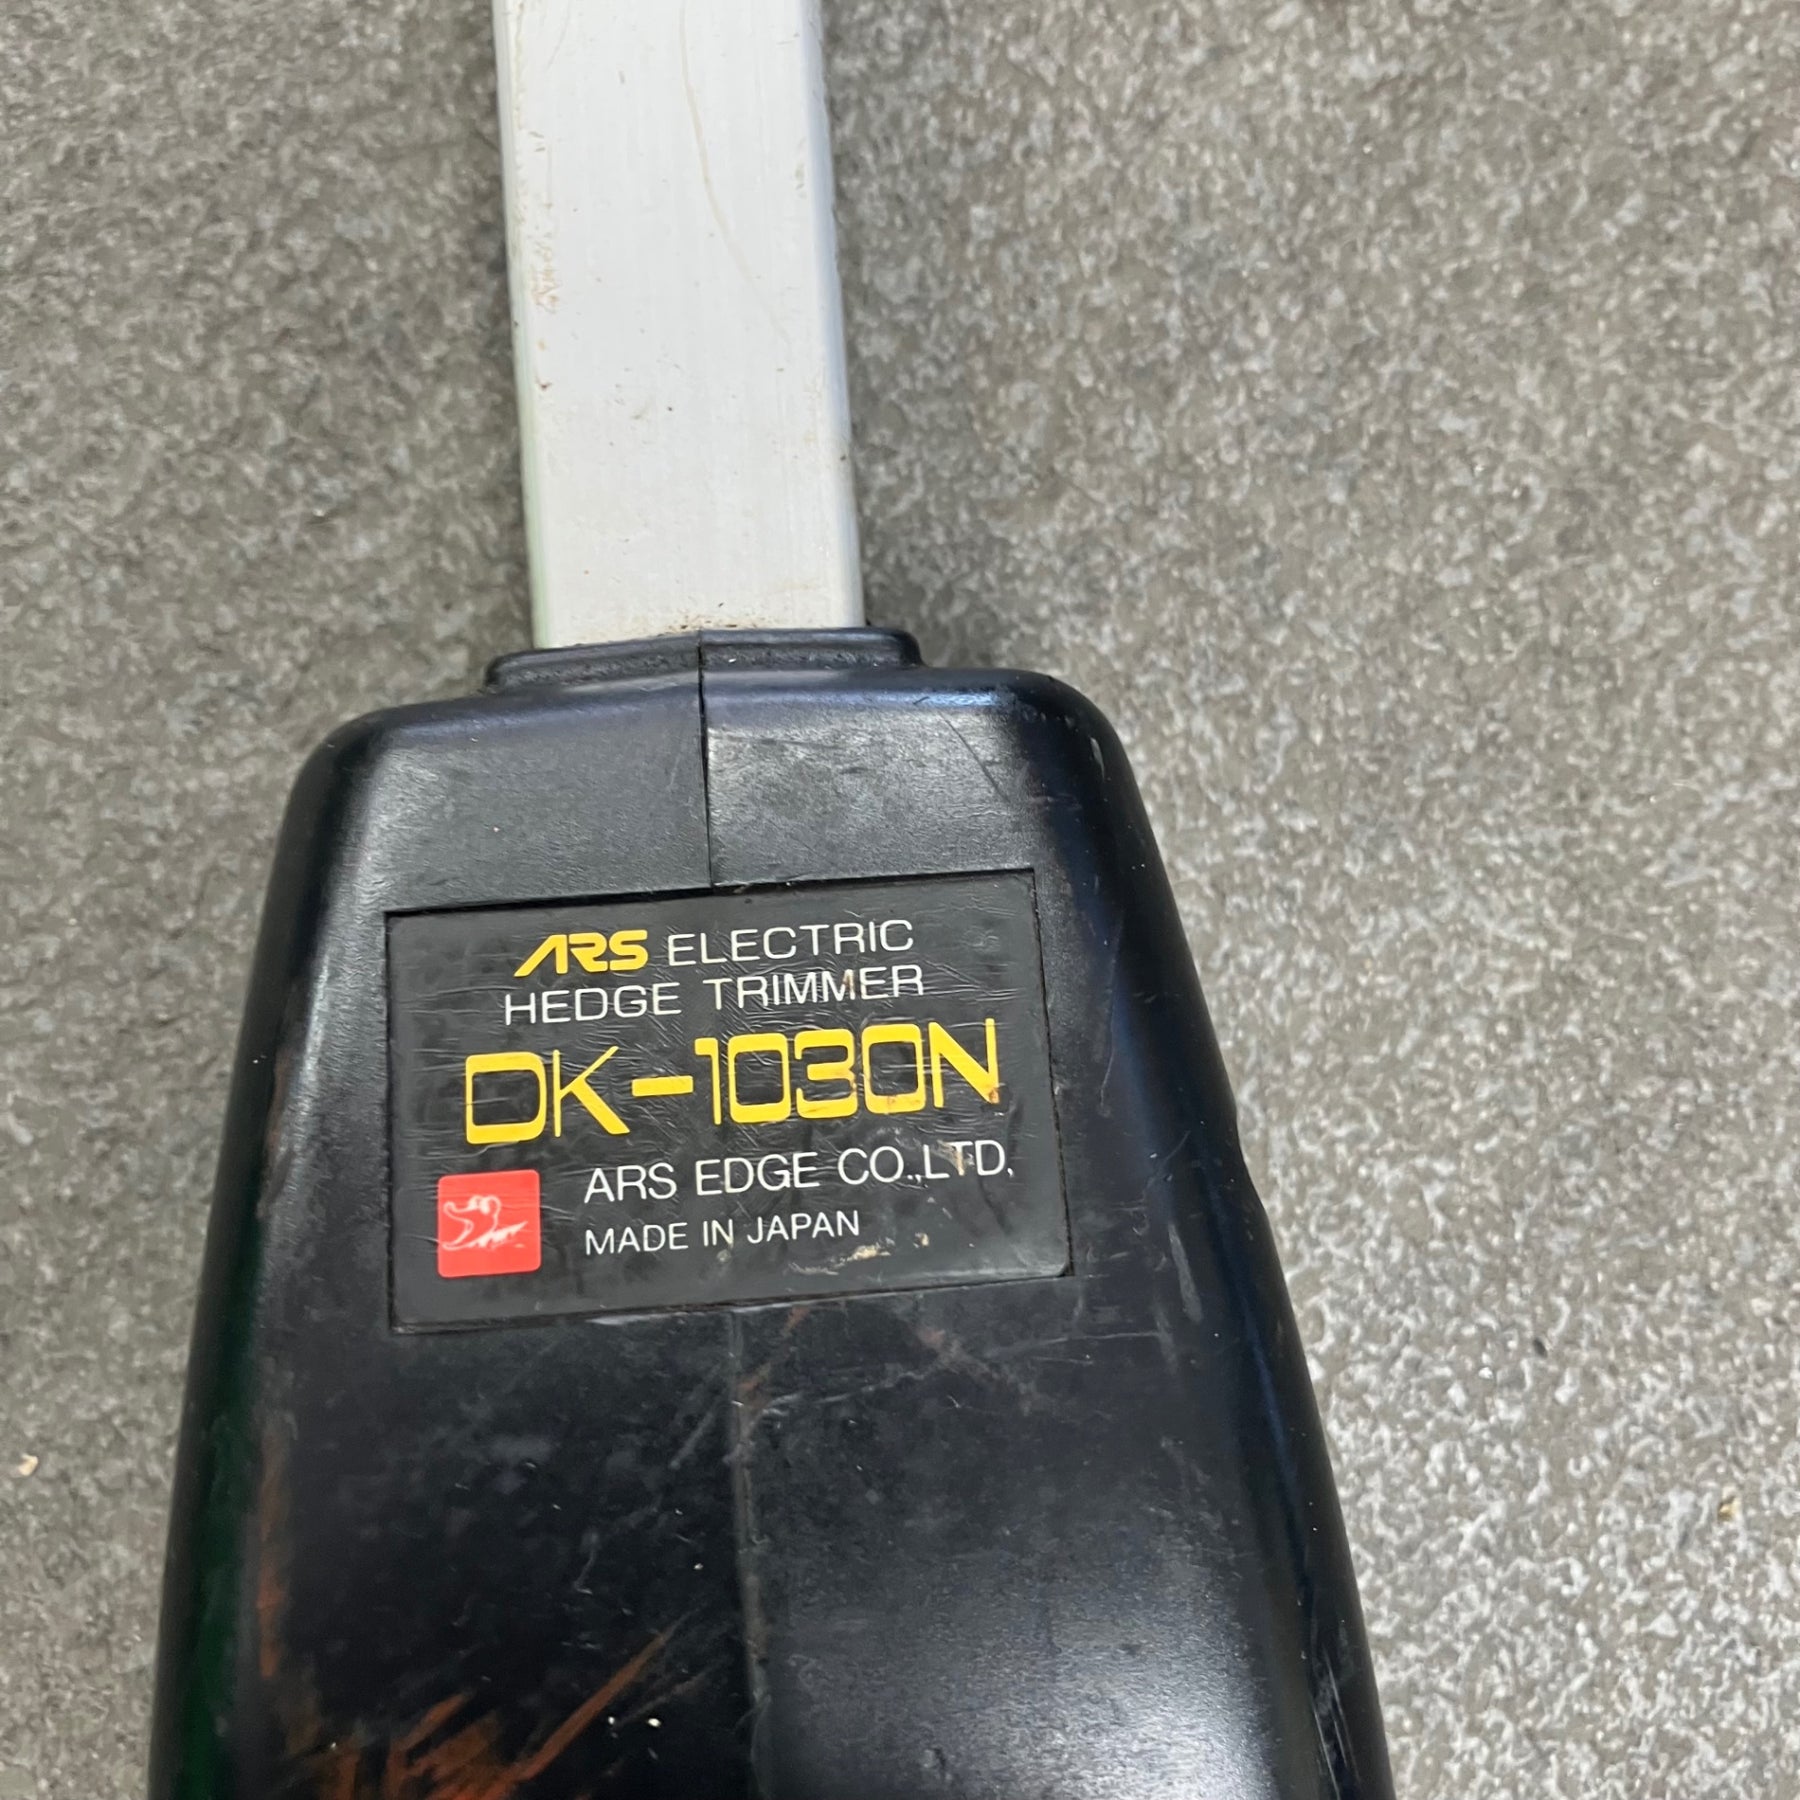 ARS ELECTRIC
HEDGE TRIMMER
DK-1030N
ARS EDGE CO.,LTD,
MADE IN JAPAN